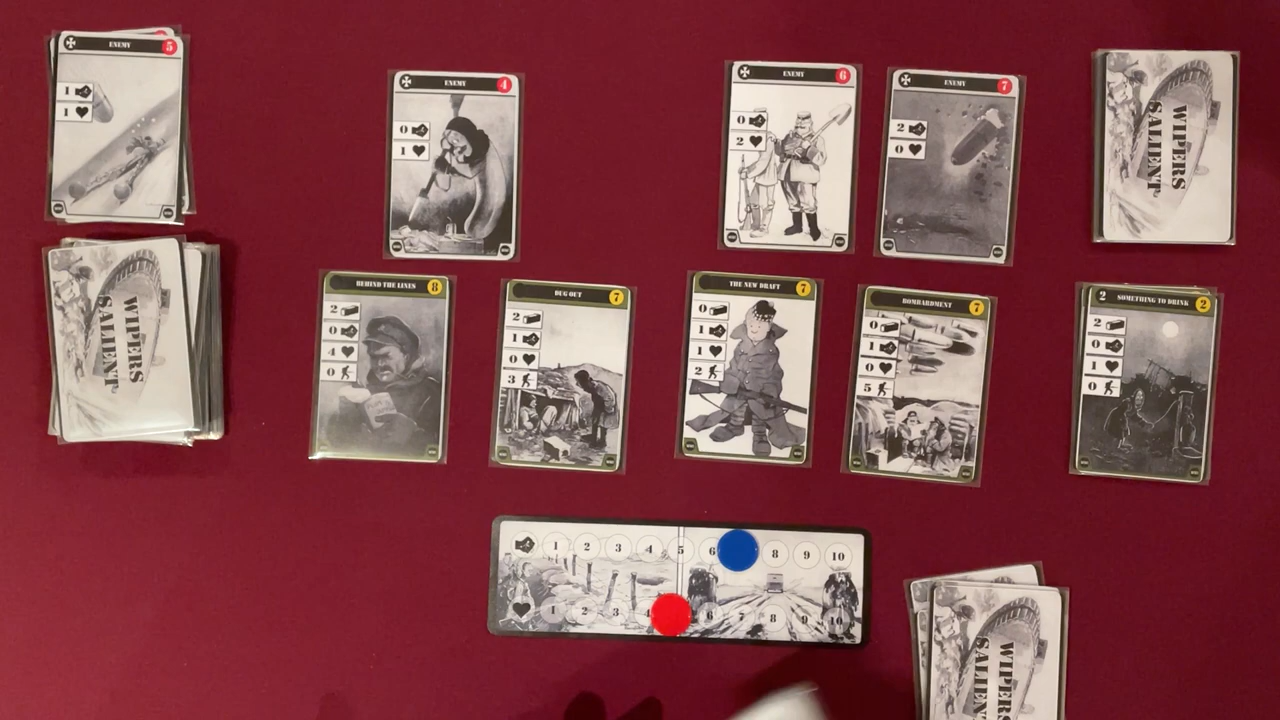 ENEMY 5
1
1
ENEMY 4
0
1
ENEMY 6
0
2
ENEMY 7
2
0
WIPERS
SALIENT
WIPERS
SALIENT
BEHIND THE LINES 8
2
0
4
0
DUG OUT 7
2
1
0
3
THE NEW DRAFT 7
0
1
1
2
BOMBARDMENT 7
0
1
0
5
2 SOMETHING TO DRINK 2
2
0
1
0
1 2 3 4 5 6 8 9 10
1 2 3 4 6 7 8 9 10
WIPERS
SALIENT